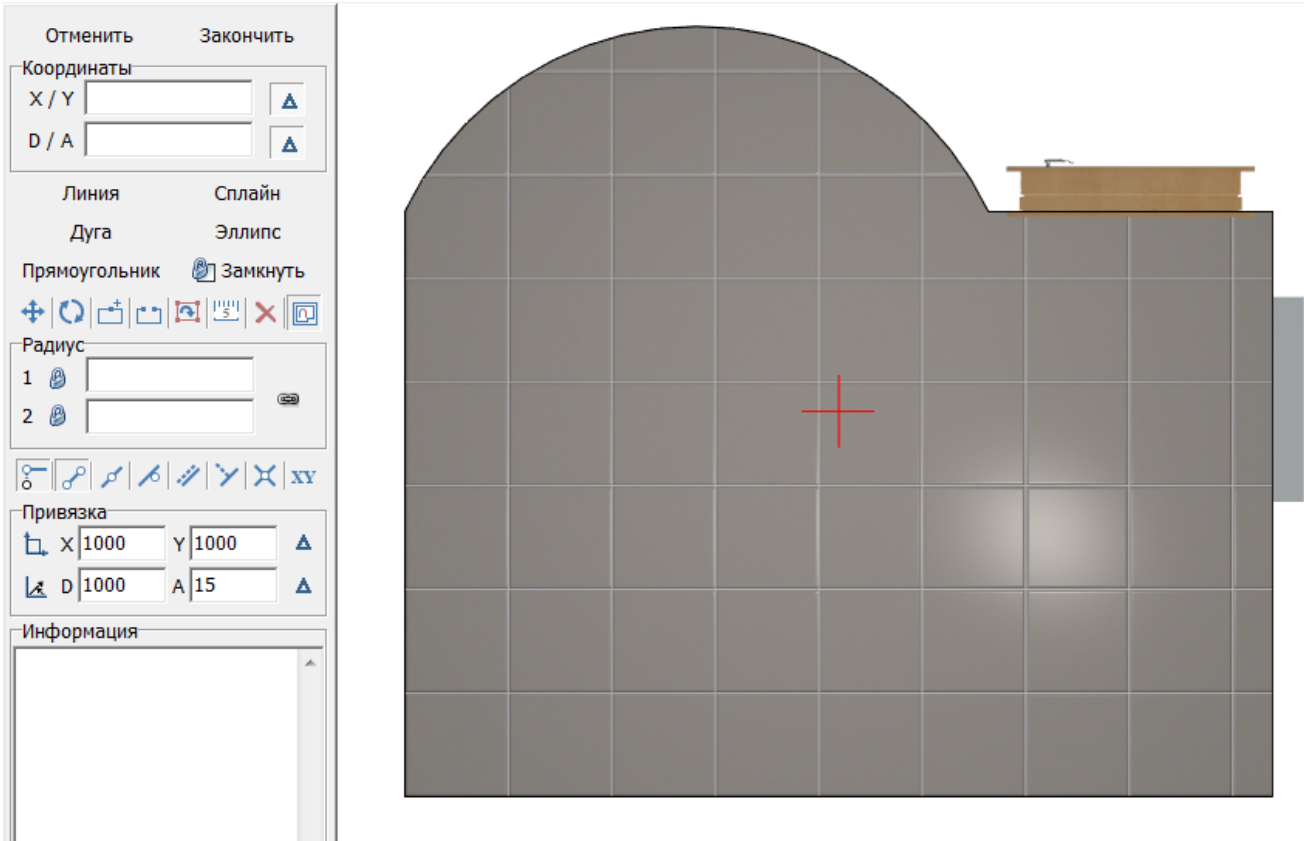 Отменить Закончить
Координаты
X / Y
D / A
Линия Сплайн
Дуга Эллипс
Прямоугольник Замкнуть
5
Радиус
1
2
XY
Привязка
X 1000 Y 1000
D 1000 A 15
Информация